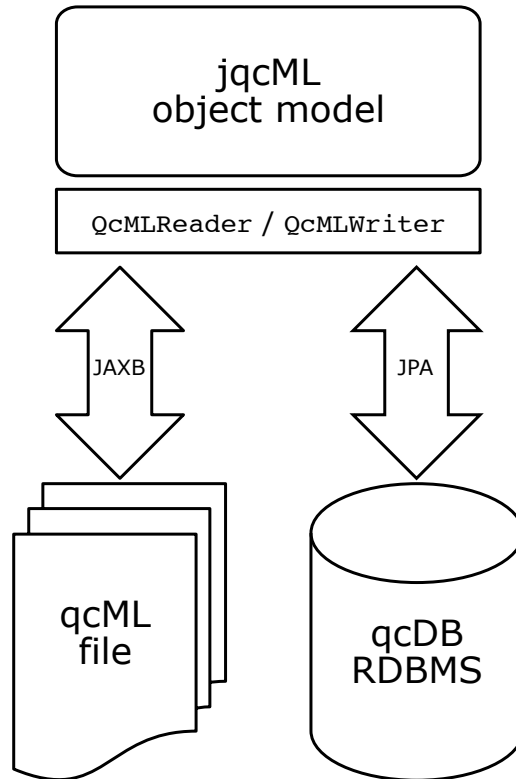 jqcML
object model
QcMLReader / QcMLWriter
JAXB
JPA
qcML
file
qcDB
RDBMS